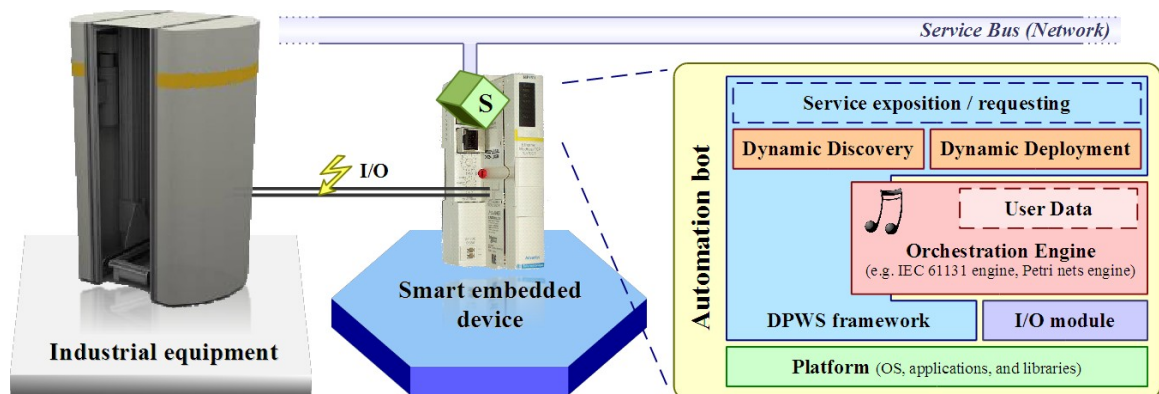 Service Bus (Network)
S
I/O
Smart embedded
device
Industrial equipment
Automation bot
Service exposition / requesting
Dynamic Discovery
Dynamic Deployment
User Data
Orchestration Engine
(e.g. IEC 61131 engine, Petri nets engine)
DPWS framework
I/O module
Platform (OS, applications, and libraries)